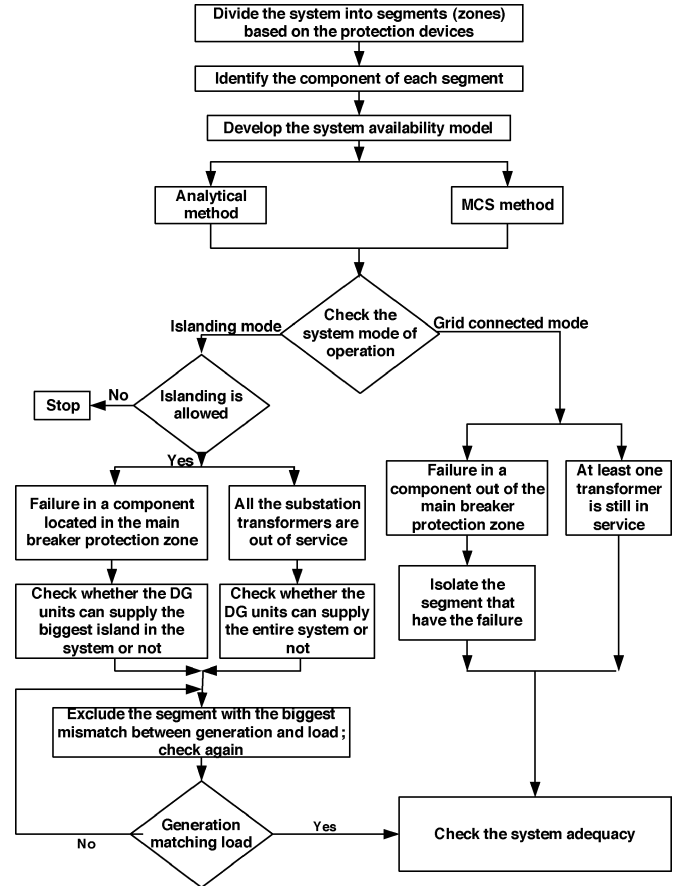 Divide the system into segments (zones)
based on the protection devices
Identify the component of each segment
Develop the system availability model
Analytical
method
MCS method
Check the
system mode of
operation
Islanding mode
Grid connected mode
Islanding is
allowed
No
Stop
Yes
Failure in a component
located in the main
breaker protection zone
All the substation
transformers are
out of service
Failure in a
component out of the
main breaker
protection zone
At least one
transformer
is still in
service
Check whether the DG
units can supply the
biggest island in the
system or not
Check whether the
DG units can supply
the entire system or
not
Isolate the
segment that
have the failure
Exclude the segment with the biggest
mismatch between generation and load ;
check again
Generation
matching load
No
Yes
Check the system adequacy